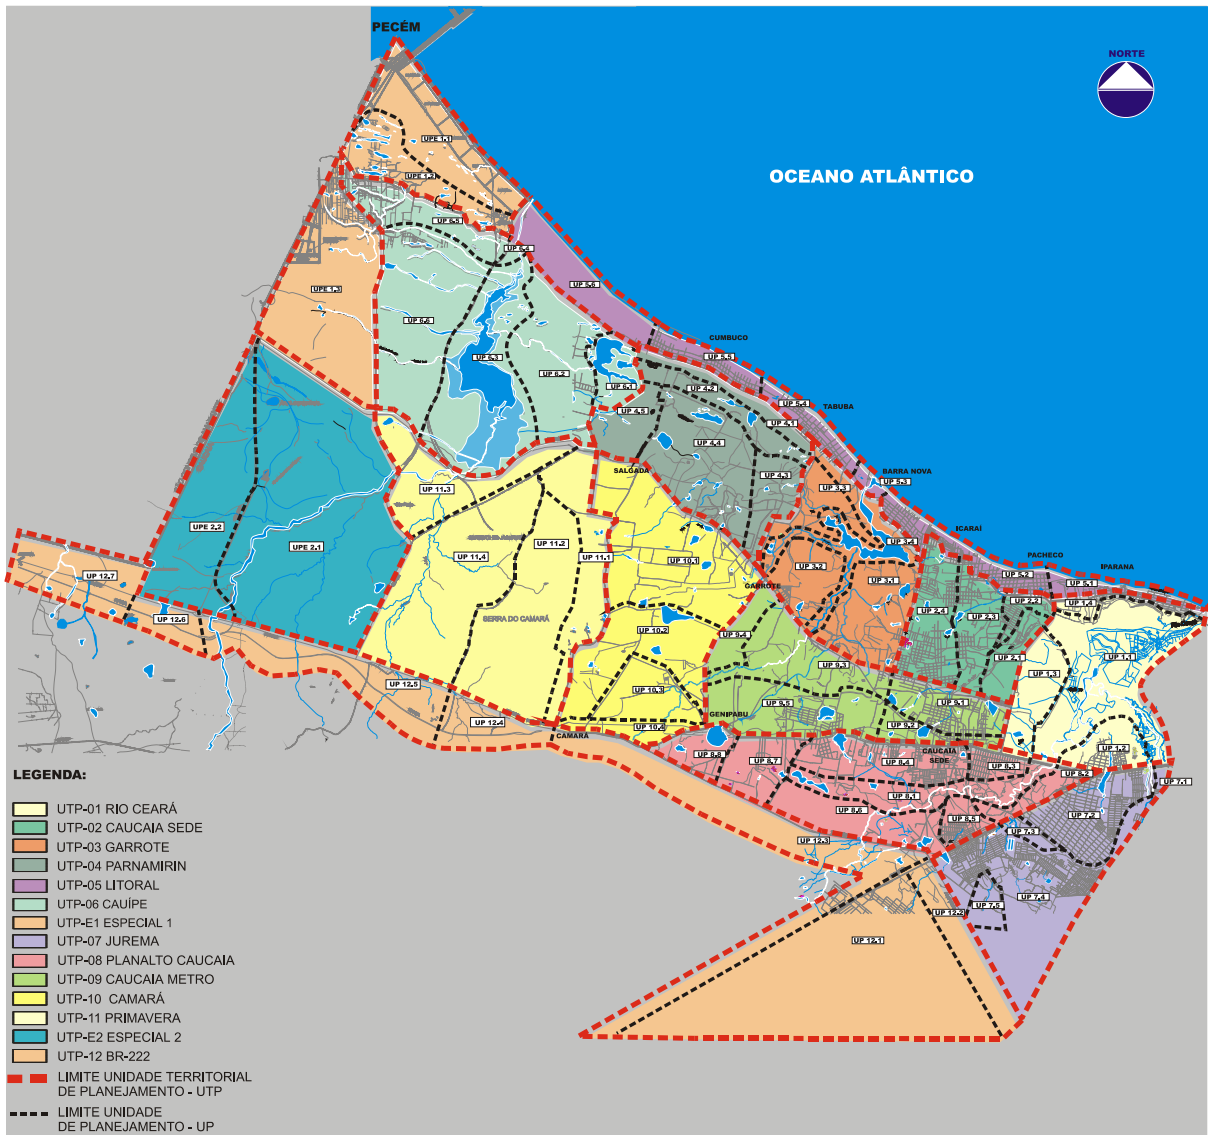 PECÉM
NORTE
OCEANO ATLÂNTICO
UPE 1.1
UPE 1.2
UP 6.5
UP 6.4
UPE 1.3
UP 5.6
UP 6.6
CUMBUCO
UP 6.3
UP 5.5
UP 6.2
UP 6.1
UP 4.2
UP 5.4
TABUBA
UP 4.5
UP 4.1
UP 4.4
SALGADA
UP 4.3
BARRA NOVA
UP 5.3
UP 11.3
UP 3.3
UPE 2.2
ICARAÍ
UP 11.2
UP 3.4
UPE 2.1
UP 11.4
UP 11.1
UP 10.1
PACHECO
UP 3.2
IPARANA
UP 12.7
GARROTE
UP 3.1
UP 5.2
UP 5.1
UP 2.2
UP 1.4
UP 12.6
SERRA DO CAMARÁ
UP 2.4
UP 2.3
UP 10.2
UP 9.4
UP 2.1
UP 1.1
UP 9.3
UP 1.3
UP 12.5
UP 10.3
UP 9.5
UP 9.1
GENIPABU
UP 12.4
UP 10.4
UP 9.2
CAMARÁ
UP 1.2
CAUCAIA
SEDE
UP 8.8
UP 8.7
UP 8.4
UP 8.3
UP 8.2
UP 7.1
UP 8.1
UP 8.6
UP 8.5
UP 7.2
UP 7.3
UP 12.3
UP 7.4
UP 7.5
UP 12.2
UP 12.1
LEGENDA:
UTP-01 RIO CEARÁ
UTP-02 CAUCAIA SEDE
UTP-03 GARROTE
UTP-04 PARNAMIRIN
UTP-05 LITORAL
UTP-06 CAUÍPE
UTP-E1 ESPECIAL 1
UTP-07 JUREMA
UTP-08 PLANALTO CAUCAIA
UTP-09 CAUCAIA METRO
UTP-10 CAMARÁ
UTP-11 PRIMAVERA
UTP-E2 ESPECIAL 2
UTP-12 BR-222
LIMITE UNIDADE TERRITORIAL
DE PLANEJAMENTO - UTP
LIMITE UNIDADE
DE PLANEJAMENTO - UP